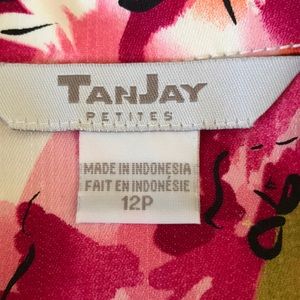 TANJAY
PETITES
MADE IN INDONESIA
FAIT EN INDONÉSIE
12P